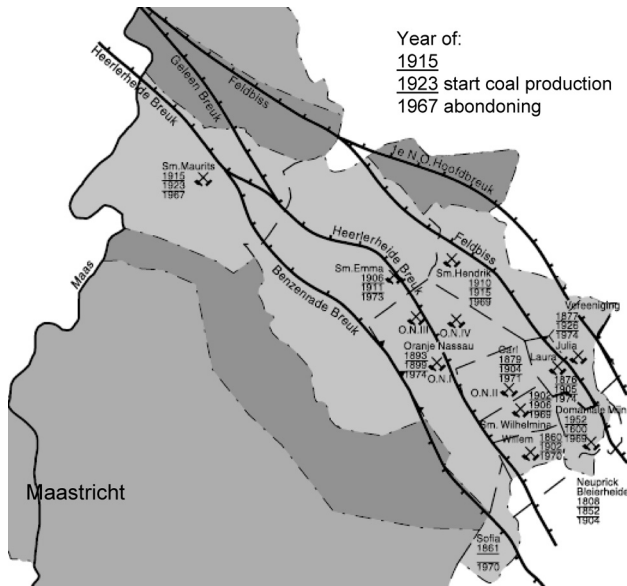 Year of:
1915
1923 start coal production
1967 abondoning
Heerlerheide Breuk
Geleen Breuk
Feldbiss
1e N.O. Hoofdbreuk
Sm. Maurits
1915
1923
1967
Maas
Heerlerheide Breuk
Feldbiss
Benzenrade Breuk
Sm. Emma
1906
1911
1973
Sm. Hendrik
1910
1915
1969
Vereeniging
1877
1926
1974
Julia
Laura
1876
1905
1974
O.N.III
O.N.IV
Oranje Nassau
1893
1899
1974
O.N.I
Carl
1879
1904
1971
O.N.II
1902
1906
1969
Sm. Wilhelmina
Domaniale Mijn
1952
1600
1969
Willem
1860
1902
1970
Neuprick
Bleierheide
1808
1852
1904
Sofia
1861
1970
Maastricht